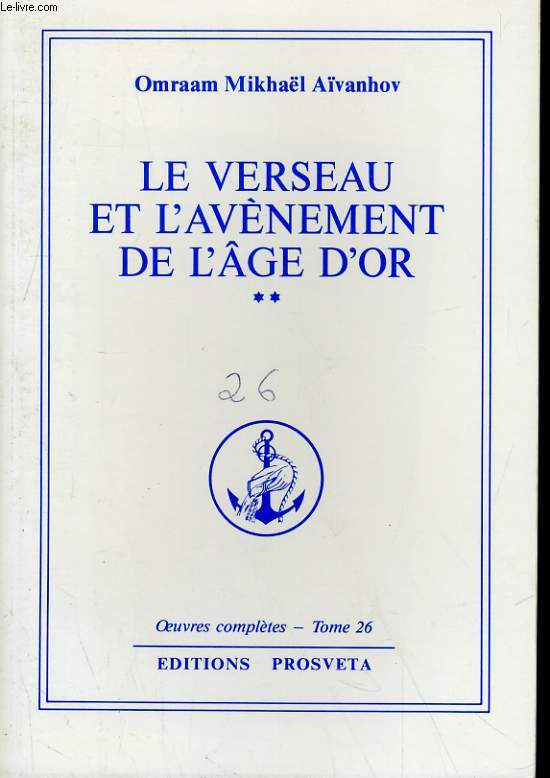 Le-livre.com
Omraam Mikhaël Aïvanhov
LE VERSEAU
ET L'AVÈNEMENT
DE L'ÂGE D'OR
**
26
Œuvres complètes – Tome 26
EDITIONS PROSVETA